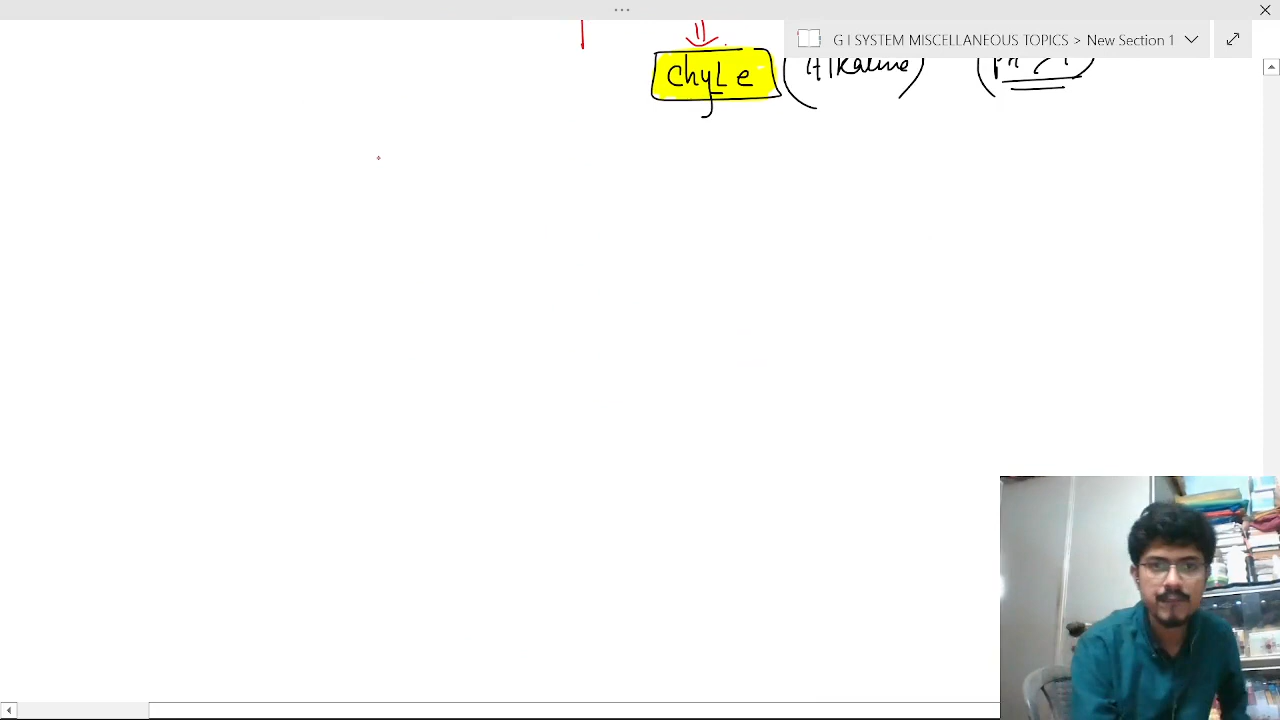 G I SYSTEM MISCELLANEOUS TOPICS > New Section 1
chyLe (Alkaline)